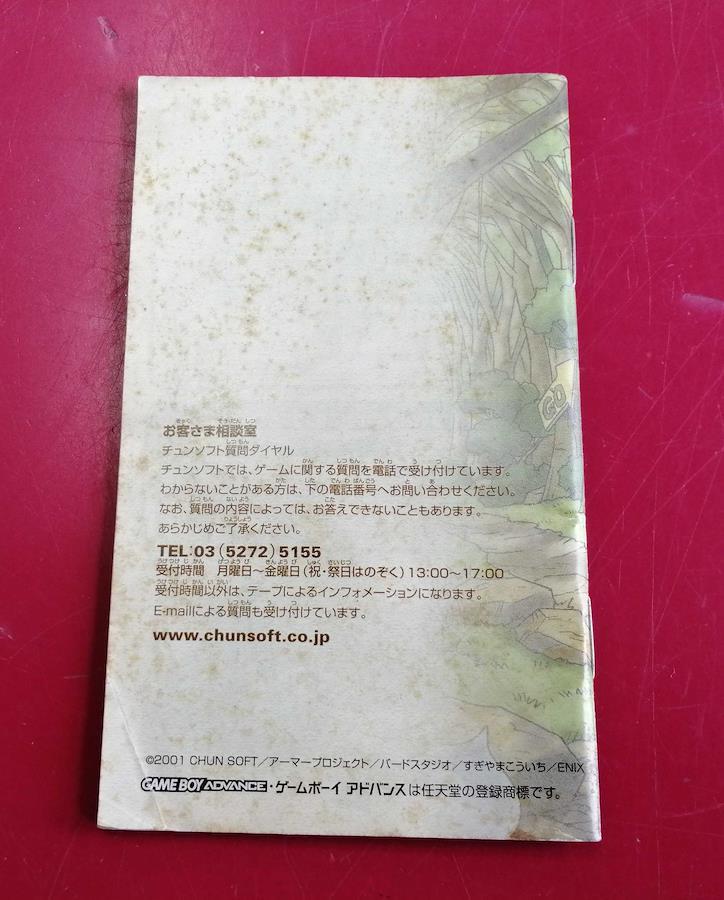 GO
お客さま相談室
チュンソフト質問ダイヤル
チュンソフトでは、ゲームに関する質問を電話で受け付けています。
わからないことがある方は、下の電話番号へお問い合わせください。
なお、質問の内容によっては、お答えできないこともあります。
あらかじめご了承ください。
TEL:03(5272)5155
受付時間 月曜日〜金曜日(祝・祭日はのぞく)13:00〜17:00
受付時間以外は、テープによるインフォメーションになります。
E-mailによる質問も受け付けています。
www.chunsoft.co.jp
©2001 CHUN SOFT／アーマープロジェクト／バードスタジオ／すぎやまこういち／ENIX
GAME BOY ADVANCE・ゲームボーイ アドバンスは任天堂の登録商標です。